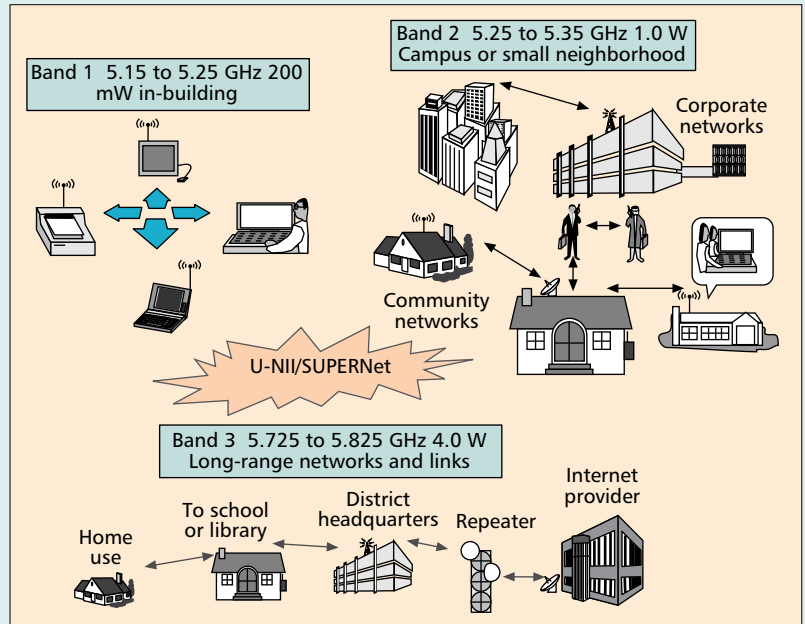 Band 1 5.15 to 5.25 GHz 200
mW in-building
Band 2 5.25 to 5.35 GHz 1.0 W
Campus or small neighborhood
Corporate
networks
Community
networks
U-NII/SUPERNet
Band 3 5.725 to 5.825 GHz 4.0 W
Long-range networks and links
Home
use
To school
or library
District
headquarters
Repeater
Internet
provider